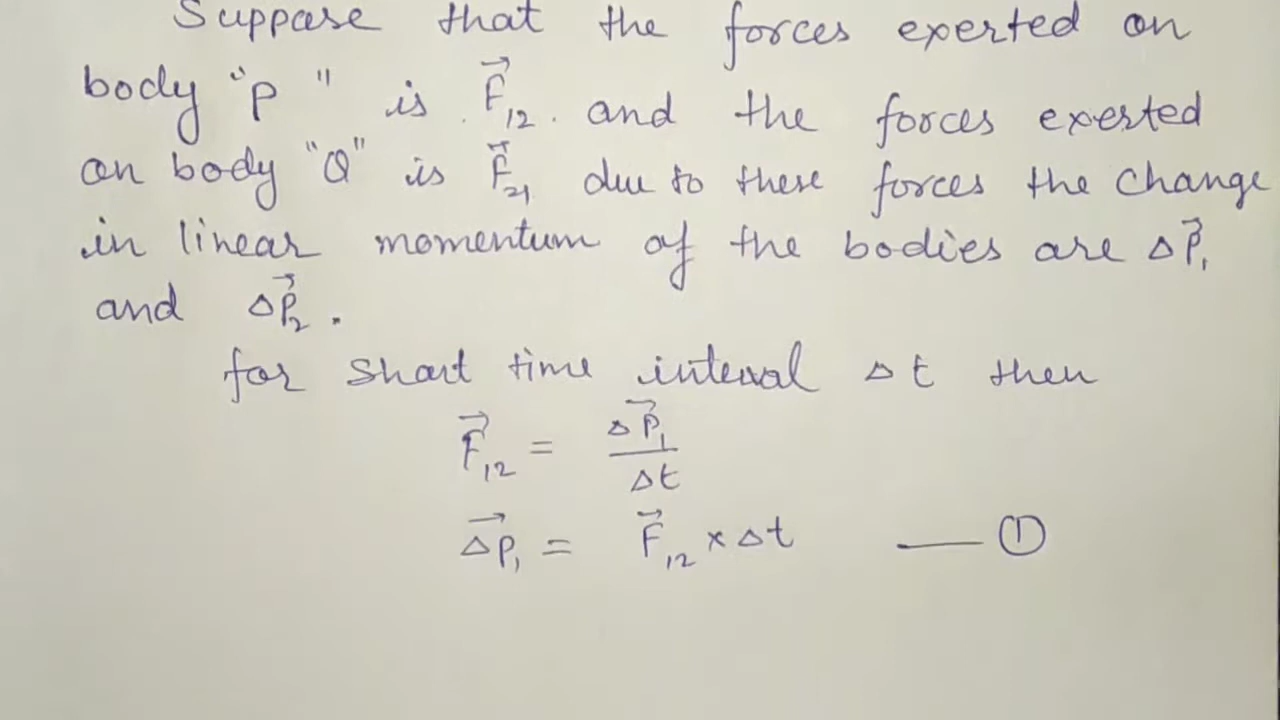 Suppose that the forces exerted on
body "P" is F⃗₁₂. and the forces exerted
on body "Q" is F⃗₂₁ due to these forces the change
in linear momentum of the bodies are ΔP⃗₁
and ΔP⃗₂.
for short time interval Δt then
F⃗₁₂ = ΔP⃗₁
Δt
ΔP⃗₁ = F⃗₁₂ × Δt —— ①